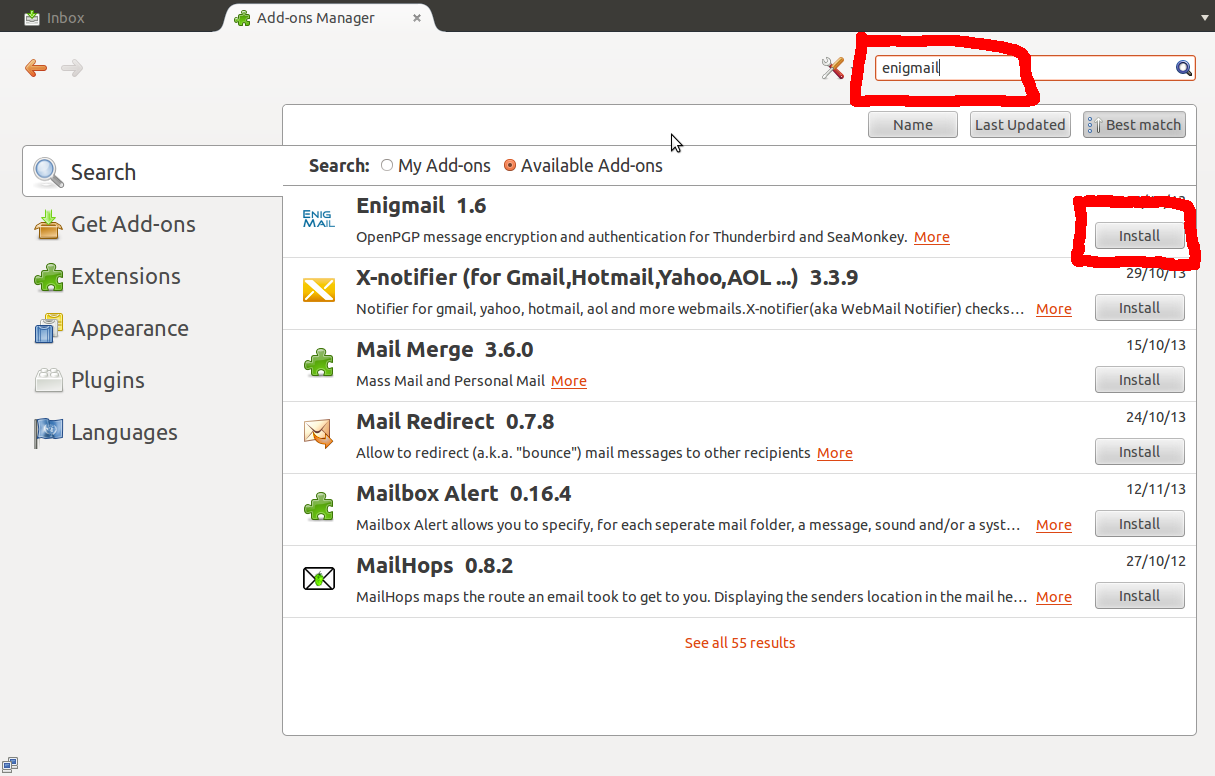 Inbox
Add-ons Manager
enigmail
Name
Last Updated
Best match
Search
Get Add-ons
Extensions
Appearance
Plugins
Languages
Search: My Add-ons Available Add-ons
ENIG
MAIL
Enigmail 1.6
OpenPGP message encryption and authentication for Thunderbird and SeaMonkey. More
Install
X-notifier (for Gmail,Hotmail,Yahoo,AOL ...) 3.3.9
29/10/13
Notifier for gmail, yahoo, hotmail, aol and more webmails.X-notifier(aka WebMail Notifier) checks… More
Install
Mail Merge 3.6.0
15/10/13
Mass Mail and Personal Mail More
Install
Mail Redirect 0.7.8
24/10/13
Allow to redirect (a.k.a. "bounce") mail messages to other recipients More
Install
Mailbox Alert 0.16.4
12/11/13
Mailbox Alert allows you to specify, for each seperate mail folder, a message, sound and/or a syst… More
Install
MailHops 0.8.2
27/10/12
MailHops maps the route an email took to get to you. Displaying the senders location in the mail he… More
Install
See all 55 results